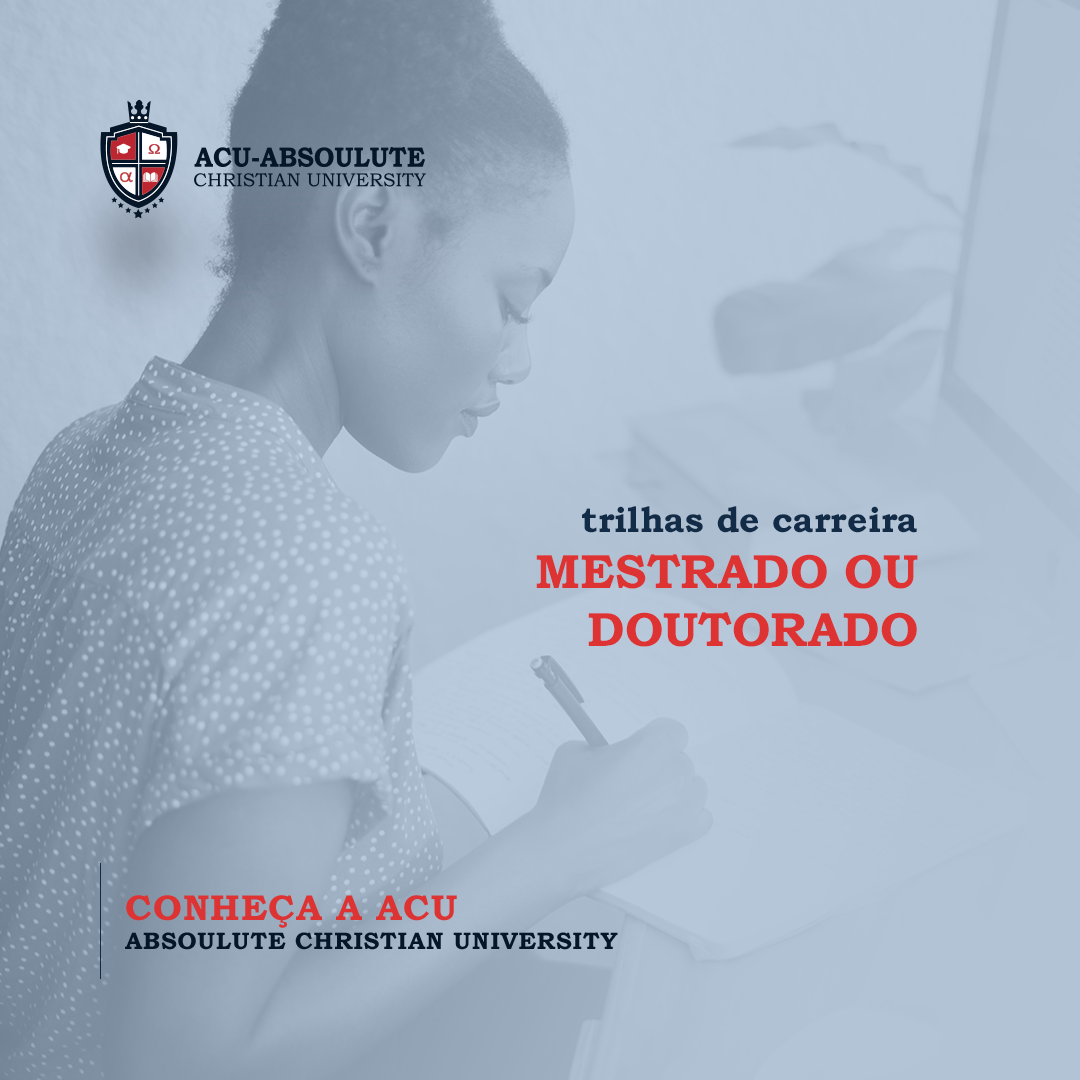 ACU-ABSOULUTE
CHRISTIAN UNIVERSITY
Ω
α
trilhas de carreira
MESTRADO OU
DOUTORADO
CONHEÇA A ACU
ABSOULUTE CHRISTIAN UNIVERSITY